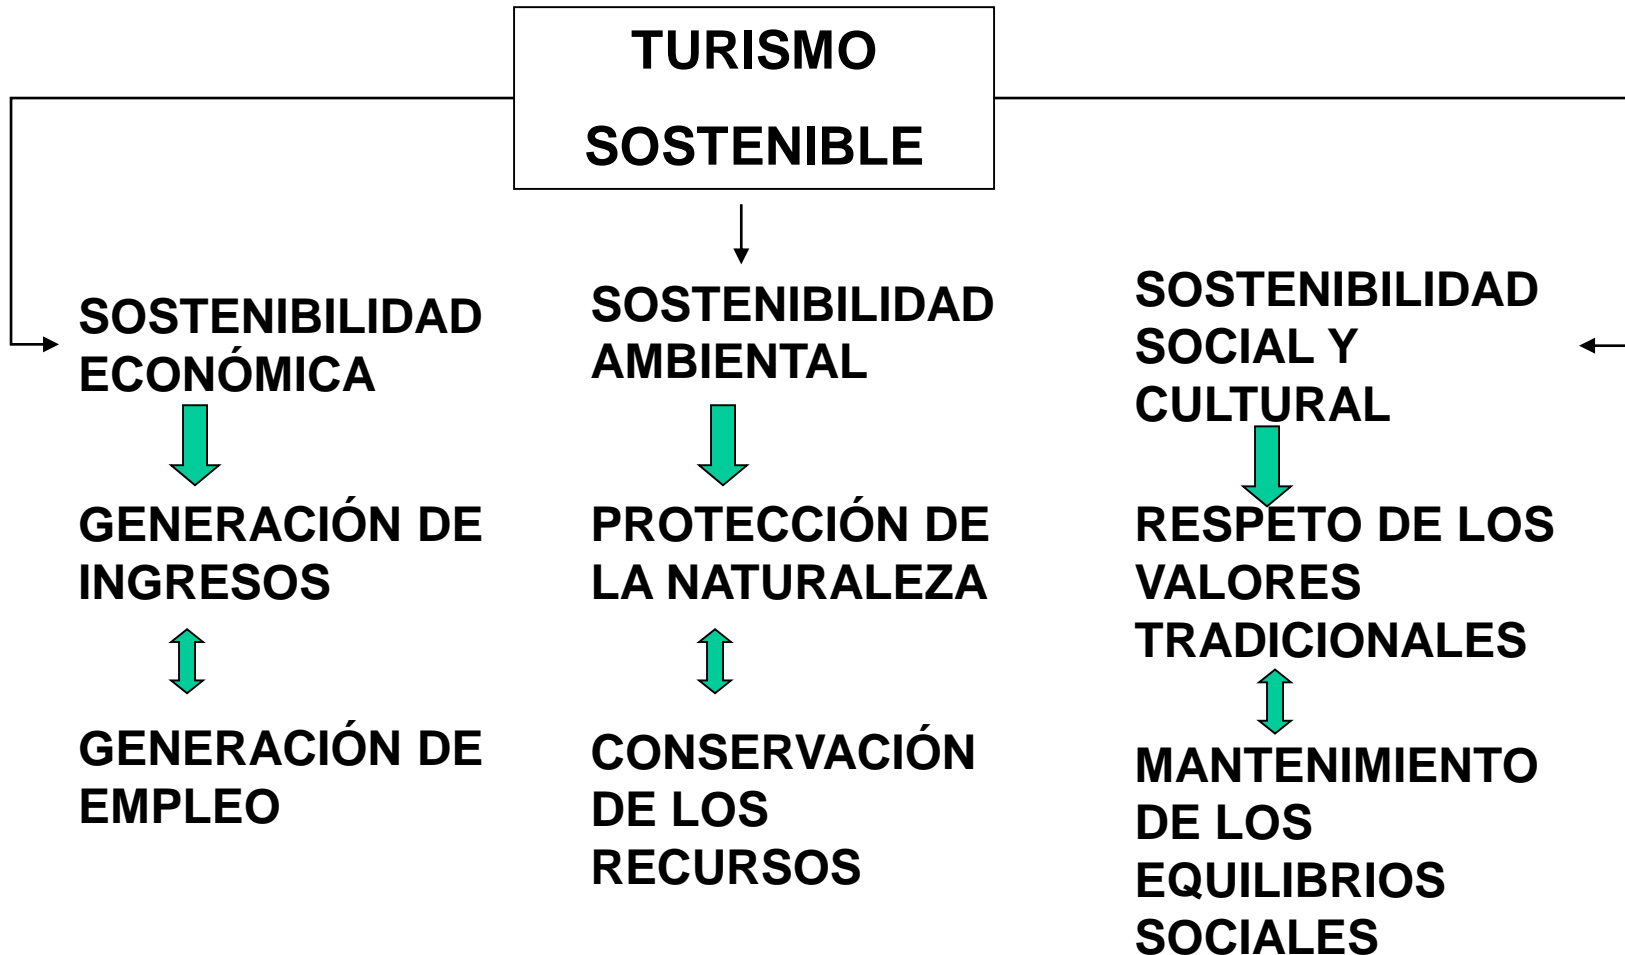 TURISMO
SOSTENIBLE
SOSTENIBILIDAD
ECONÓMICA
GENERACIÓN DE
INGRESOS
GENERACIÓN DE
EMPLEO
SOSTENIBILIDAD
AMBIENTAL
PROTECCIÓN DE
LA NATURALEZA
CONSERVACIÓN
DE LOS
RECURSOS
SOSTENIBILIDAD
SOCIAL Y
CULTURAL
RESPETO DE LOS
VALORES
TRADICIONALES
MANTENIMIENTO
DE LOS
EQUILIBRIOS
SOCIALES